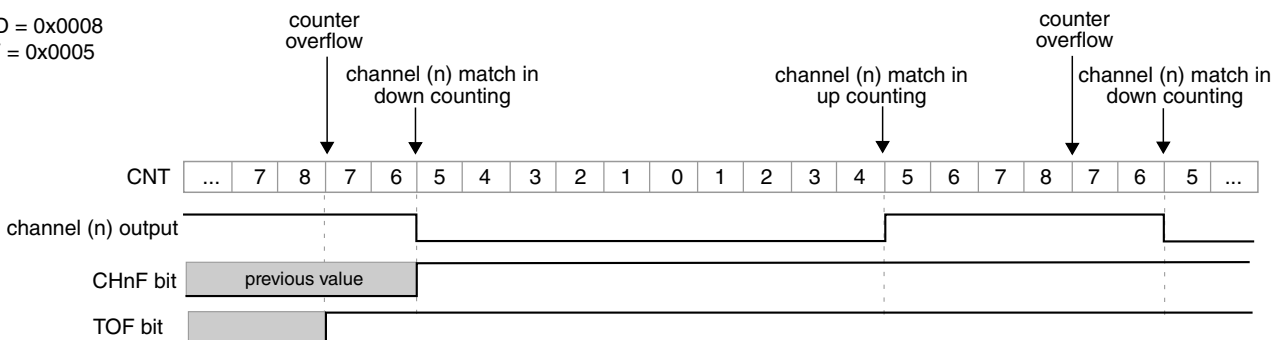 = 0x0008
= 0x0005
counter
overflow
channel (n) match in
down counting
channel (n) match in
up counting
counter
overflow
channel (n) match in
down counting
CNT ... 7 8 7 6 5 4 3 2 1 0 1 2 3 4 5 6 7 8 7 6 5 ...
channel (n) output
CHnF bit previous value
TOF bit